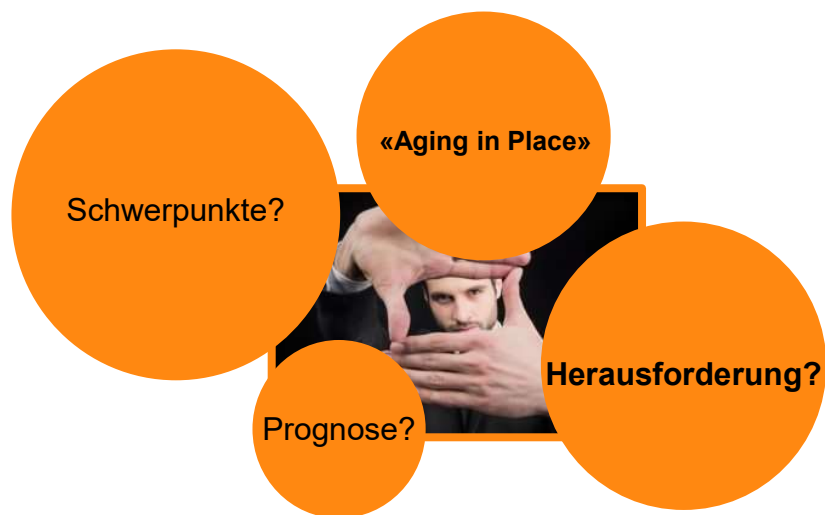 «Aging in Place»
Schwerpunkte?
Herausforderung?
Prognose?